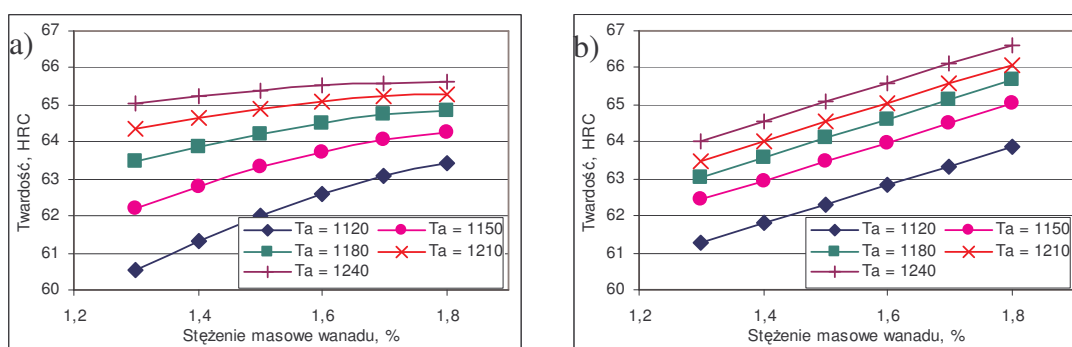 a)
67
66
65
64
63
62
61
60
Twardość, HRC
Ta = 1120 Ta = 1150
Ta = 1180 Ta = 1210
Ta = 1240
1,2 1,4 1,6 1,8
Stężenie masowe wanadu, %
b)
67
66
65
64
63
62
61
60
Twardość, HRC
Ta = 1120 Ta = 1150
Ta = 1180 Ta = 1210
Ta = 1240
1,2 1,4 1,6 1,8
Stężenie masowe wanadu, %